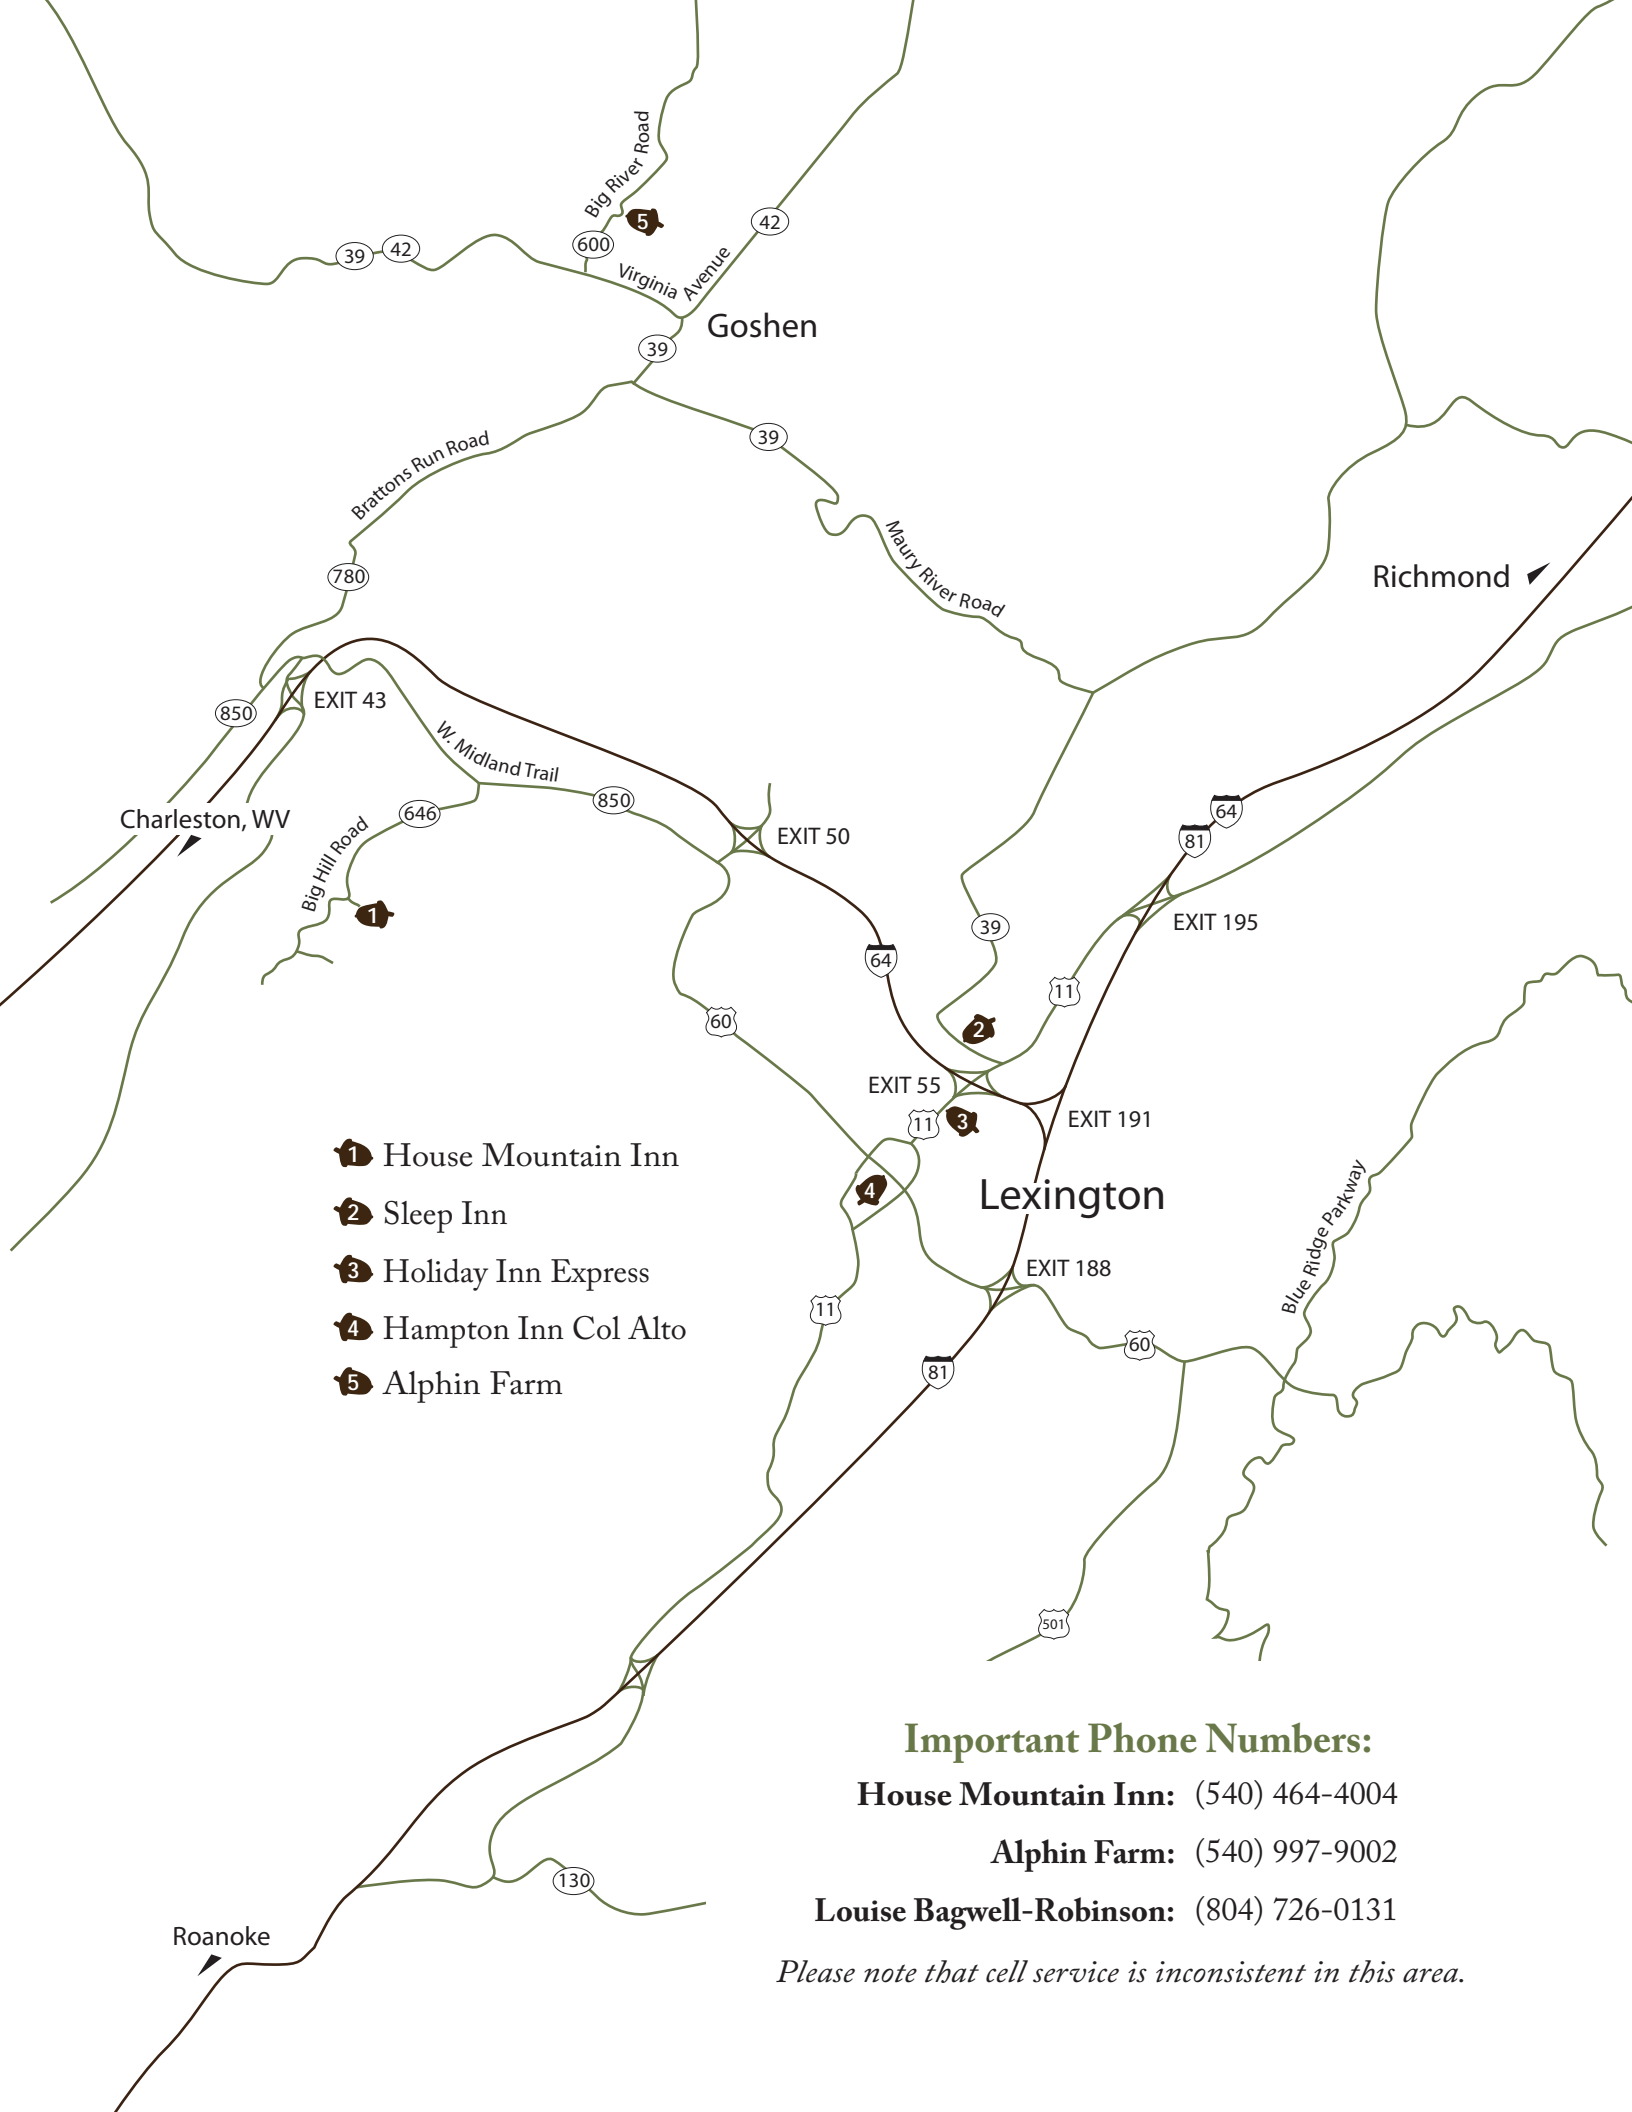 Big River Road
5
42
600
39
42
Virginia Avenue
Goshen
39
39
Brattons Run Road
Maury River Road
780
Richmond
EXIT 43
850
W. Midland Trail
850
646
Charleston, WV
64
81
EXIT 50
Big Hill Road
1
EXIT 195
39
64
11
60
2
EXIT 55
11
3
EXIT 191
4
Lexington
1 House Mountain Inn
2 Sleep Inn
3 Holiday Inn Express
4 Hampton Inn Col Alto
5 Alphin Farm
Blue Ridge Parkway
EXIT 188
11
60
81
501
Important Phone Numbers:
House Mountain Inn: (540) 464-4004
Alphin Farm: (540) 997-9002
Louise Bagwell-Robinson: (804) 726-0131
Please note that cell service is inconsistent in this area.
130
Roanoke